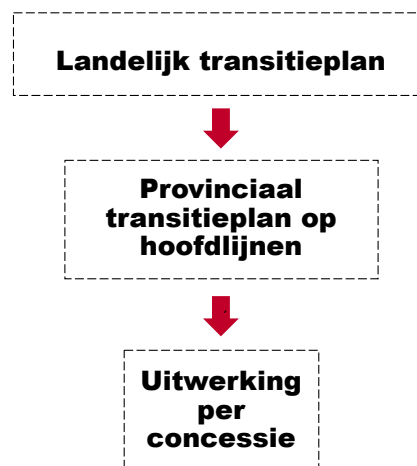 Landelijk transitieplan
Provinciaal
transitieplan op
hoofdlijnen
Uitwerking
per
concessie